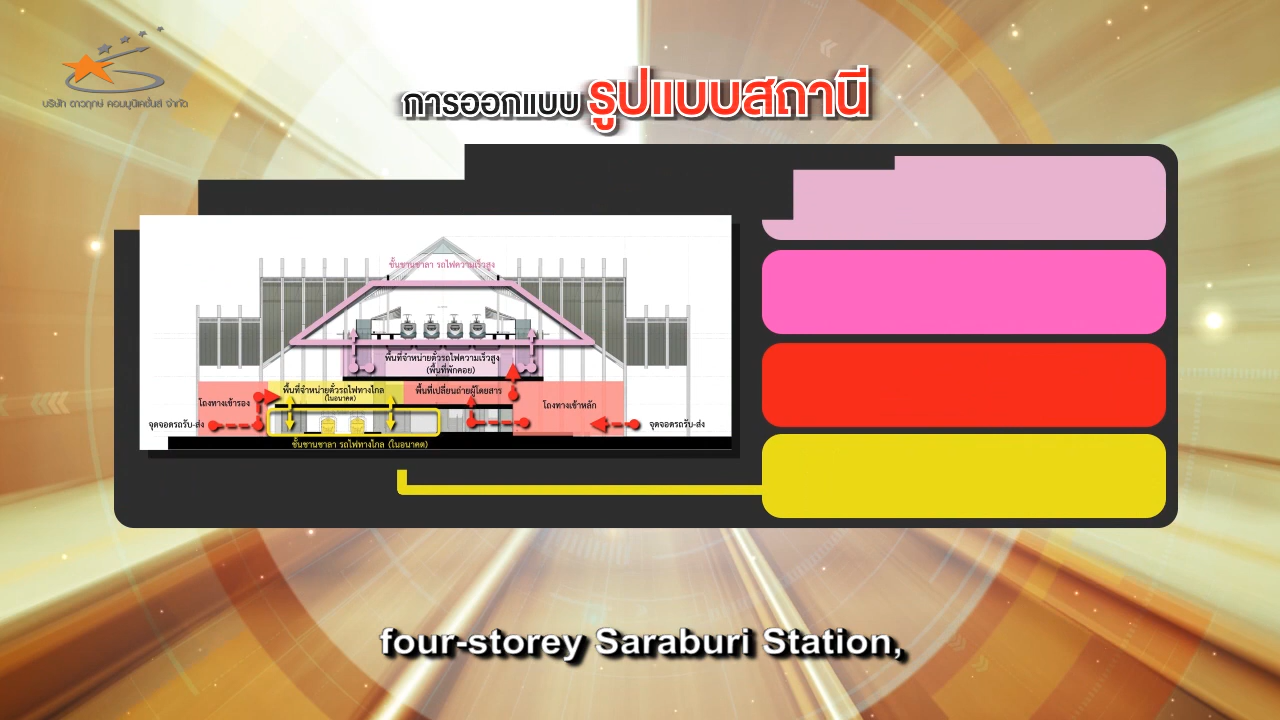 บริษัท ดาวฤกษ์ คอมมูนิเคชั่นส์ จำกัด
การออกแบบ รูปแบบสถานี
ชั้นชานชาลา รถไฟความเร็วสูง
พื้นที่จำหน่ายตั๋วรถไฟความเร็วสูง
(พื้นที่พักคอย)
พื้นที่จำหน่ายตั๋วรถไฟทางไกล
(ในอนาคต)
พื้นที่เปลี่ยนถ่ายผู้โดยสาร
โถงทางเข้ารอง
โถงทางเข้าหลัก
จุดจอดรถรับ-ส่ง
จุดจอดรถรับ-ส่ง
ชั้นชานชาลา รถไฟทางไกล (ในอนาคต)
four-storey Saraburi Station,